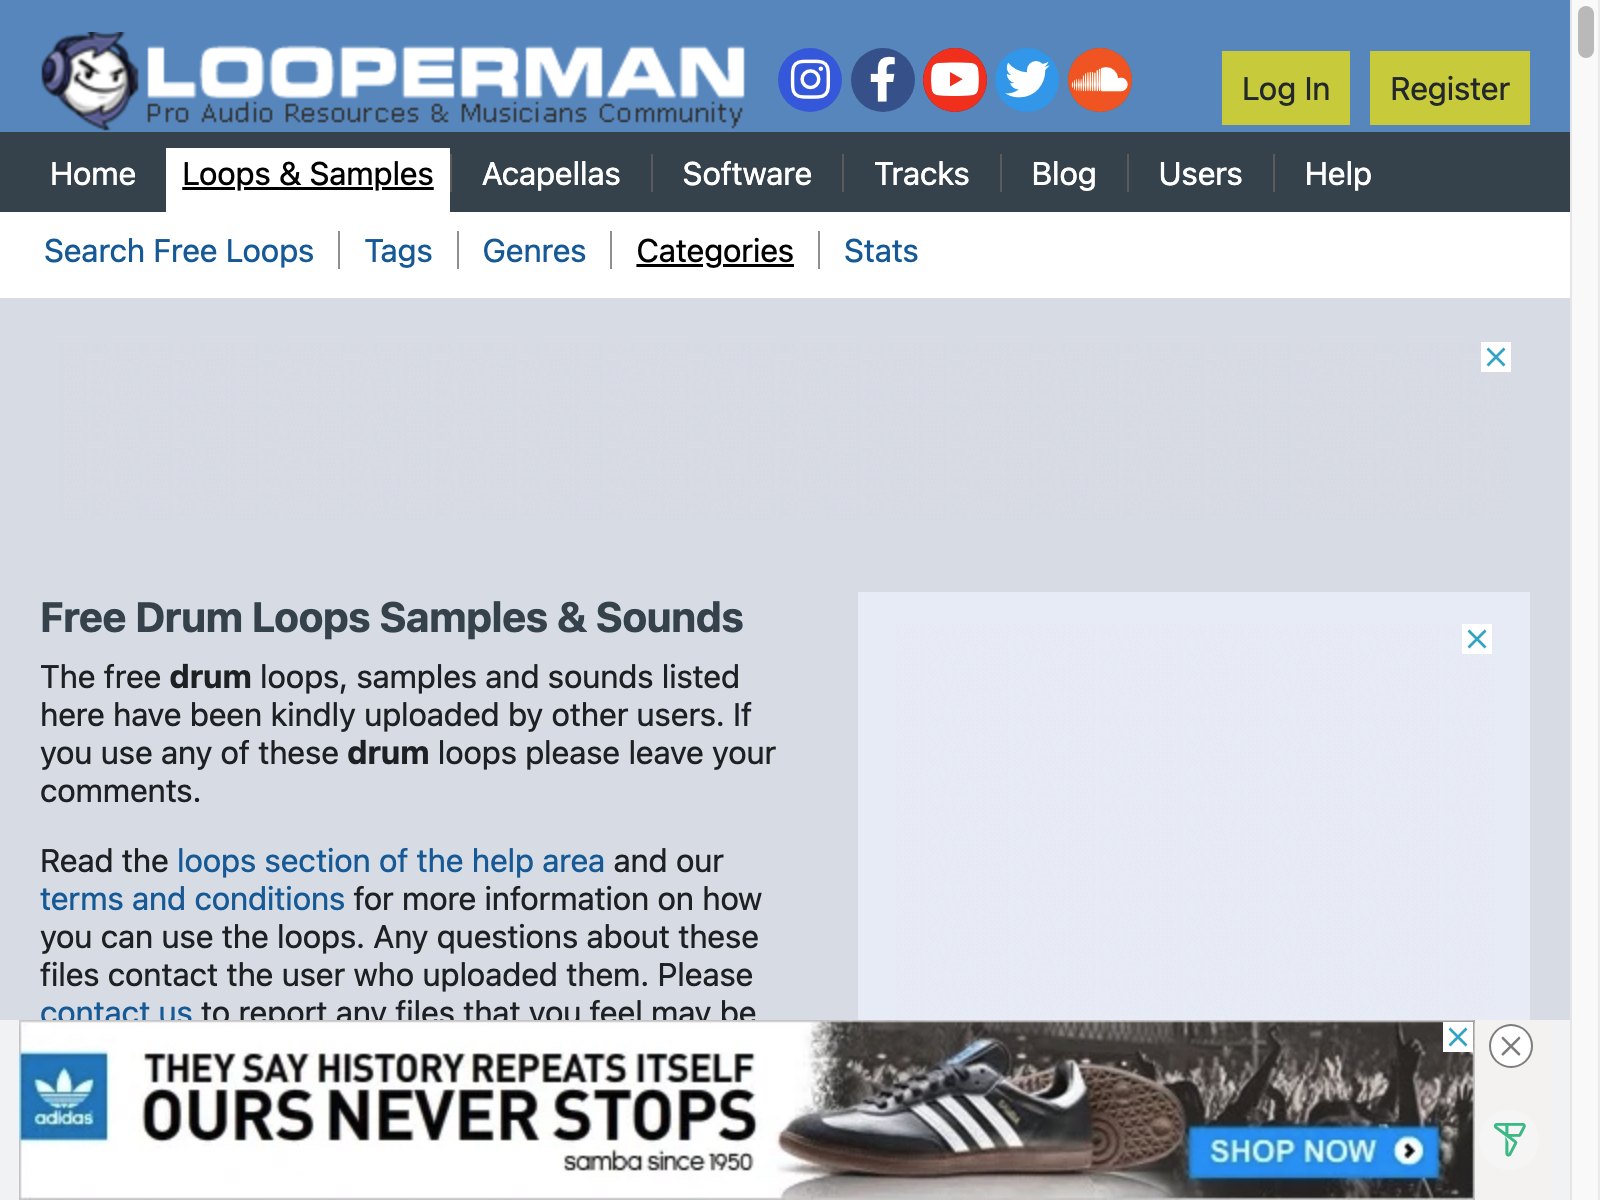 LOOPERMAN
Pro Audio Resources & Musicians Community
Log In
Register
Home
Loops & Samples
Acapellas
Software
Tracks
Blog
Users
Help
Search Free Loops
Tags
Genres
Categories
Stats
Free Drum Loops Samples & Sounds
The free drum loops, samples and sounds listed
here have been kindly uploaded by other users. If
you use any of these drum loops please leave your
comments.
Read the loops section of the help area and our
terms and conditions for more information on how
you can use the loops. Any questions about these
files contact the user who uploaded them. Please
contact us to report any files that you feel may be
adidas
THEY SAY HISTORY REPEATS ITSELF
OURS NEVER STOPS
samba since 1950
SHOP NOW